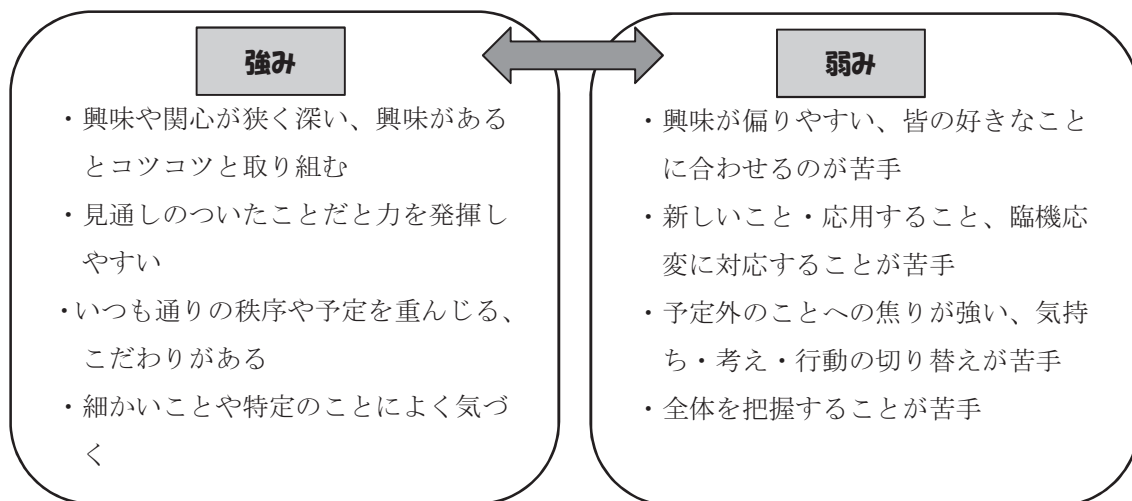 強み
・興味や関心が狭く深い、興味がある
とコツコツと取り組む
・見通しのついたことだと力を発揮し
やすい
・いつも通りの秩序や予定を重んじる、
こだわりがある
・細かいことや特定のことによく気づ
く
弱み
・興味が偏りやすい、皆の好きなこと
に合わせるのが苦手
・新しいこと・応用すること、臨機応
変に対応することが苦手
・予定外のことへの焦りが強い、気持
ち・考え・行動の切り替えが苦手
・全体を把握することが苦手